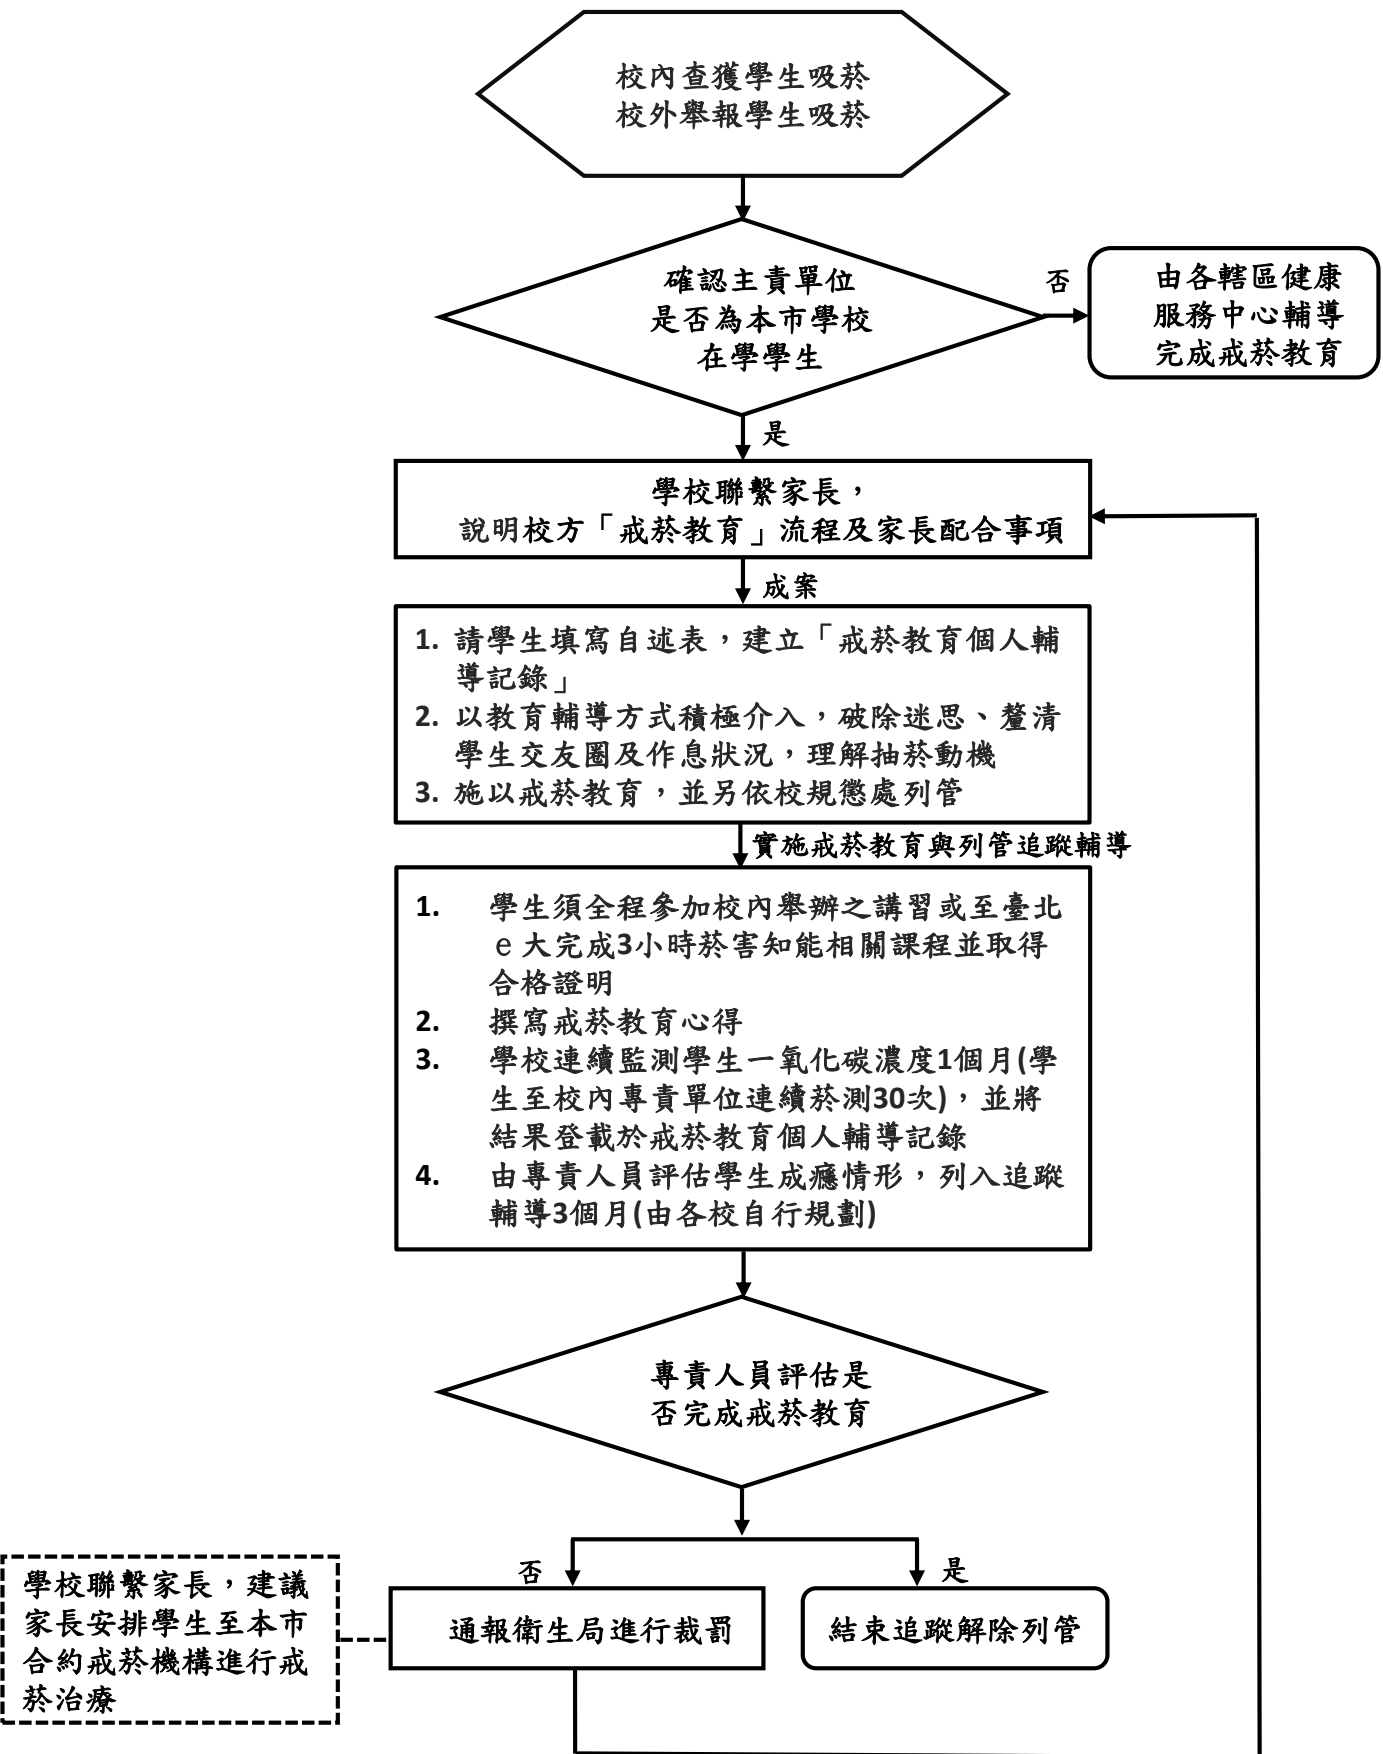 校內查獲學生吸菸
校外舉報學生吸菸
確認主責單位
是否為本市學校
在學學生
否
由各轄區健康
服務中心輔導
完成戒菸教育
是
學校聯繫家長，
說明校方「戒菸教育」流程及家長配合事項
成案
1. 請學生填寫自述表，建立「戒菸教育個人輔
導記錄」
2. 以教育輔導方式積極介入，破除迷思、釐清
學生交友圈及作息狀況，理解抽菸動機
3. 施以戒菸教育，並另依校規懲處列管
實施戒菸教育與列管追蹤輔導
1. 學生須全程參加校內舉辦之講習或至臺北
ｅ大完成3小時菸害知能相關課程並取得
合格證明
2. 撰寫戒菸教育心得
3. 學校連續監測學生一氧化碳濃度1個月(學
生至校內專責單位連續菸測30次)，並將
結果登載於戒菸教育個人輔導記錄
4. 由專責人員評估學生成癮情形，列入追蹤
輔導3個月(由各校自行規劃)
專責人員評估是
否完成戒菸教育
否
是
學校聯繫家長，建議
家長安排學生至本市
合約戒菸機構進行戒
菸治療
通報衛生局進行裁罰
結束追蹤解除列管